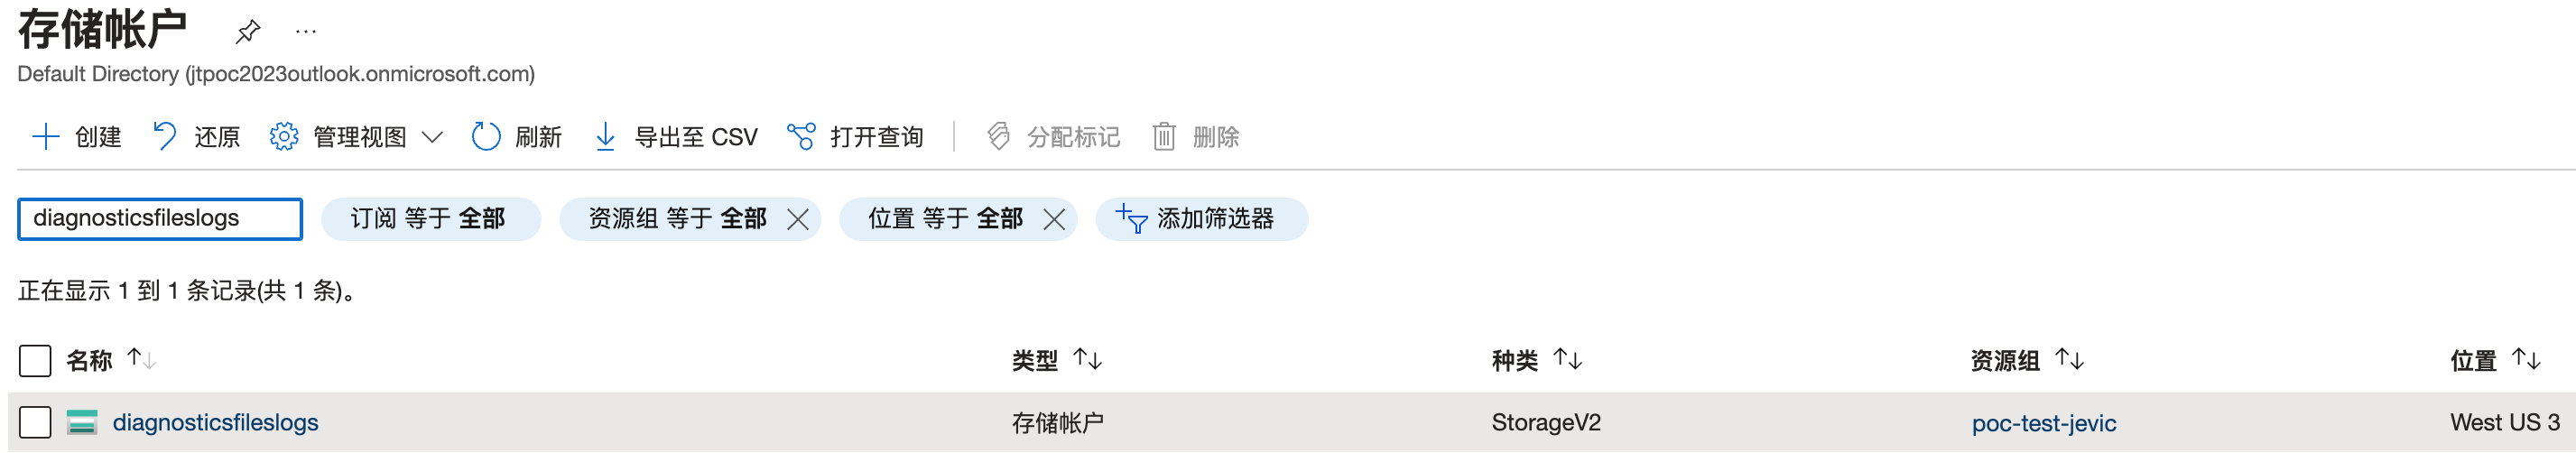 存储帐户 ...
Default Directory (jtpoc2023outlook.onmicrosoft.com)
创建 还原 管理视图 刷新 导出至 CSV 打开查询 分配标记 删除
diagnosticsfileslogs 订阅 等于 全部 资源组 等于 全部 位置 等于 全部 添加筛选器
正在显示 1 到 1 条记录(共 1 条)。
名称 类型 种类 资源组 位置
diagnosticsfileslogs 存储帐户 StorageV2 poc-test-jevic West US 3